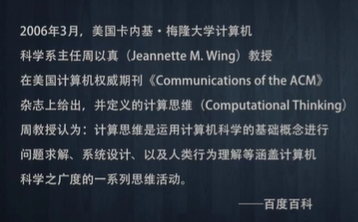 2006年3月，美国卡内基·梅隆大学计算机
科学系主任周以真（Jeannette M. Wing）教授
在美国计算机权威期刊《Communications of the ACM》
杂志上给出，并定义的计算思维（Computational Thinking）
周教授认为：计算思维是运用计算机科学的基础概念进行
问题求解、系统设计、以及人类行为理解等涵盖计算机
科学之广度的一系列思维活动。
——百度百科